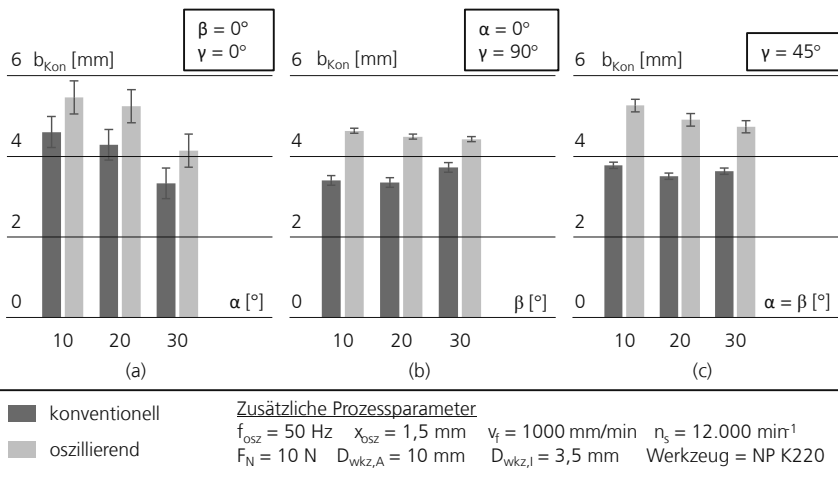 β = 0°
γ = 0°
6 b_Kon [mm]
4
2
0
α [°]
10 20 30
(a)
α = 0°
γ = 90°
6 b_Kon [mm]
4
2
0
β [°]
10 20 30
(b)
γ = 45°
6 b_Kon [mm]
4
2
0
α = β [°]
10 20 30
(c)
konventionell
oszillierend
Zusätzliche Prozessparameter
f_osz = 50 Hz x_osz = 1,5 mm v_f = 1000 mm/min n_s = 12.000 min⁻¹
F_N = 10 N D_wkz,A = 10 mm D_wkz,I = 3,5 mm Werkzeug = NP K220